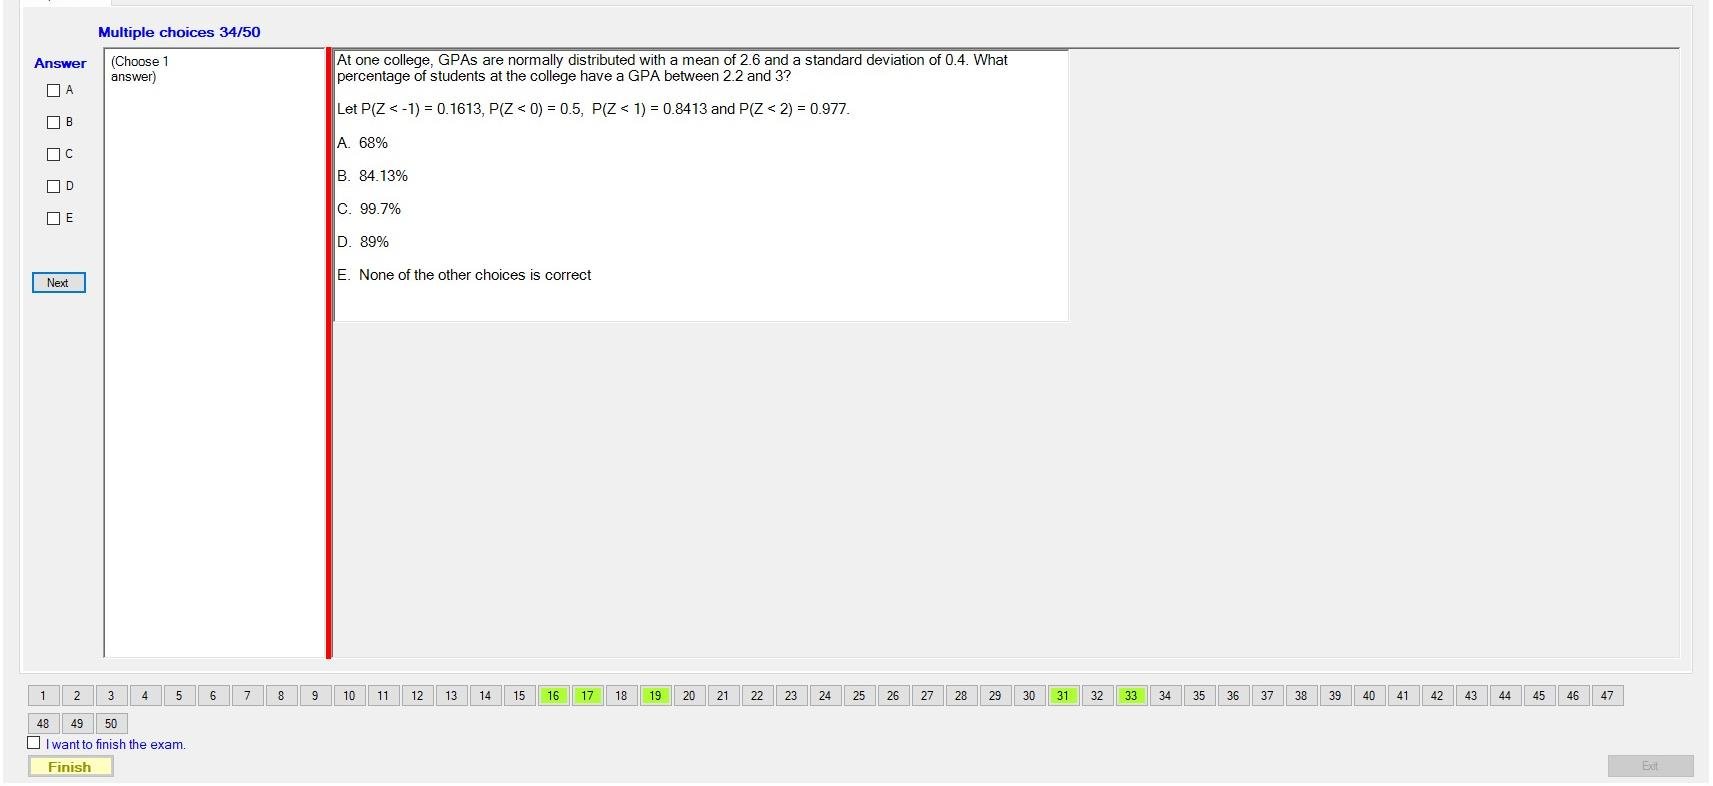 Multiple choices 34/50
Answer
(Choose 1
answer)
A
B
C
D
E
Next
At one college, GPAs are normally distributed with a mean of 2.6 and a standard deviation of 0.4. What
percentage of students at the college have a GPA between 2.2 and 3?
Let P(Z < -1) = 0.1613, P(Z < 0) = 0.5, P(Z < 1) = 0.8413 and P(Z < 2) = 0.977.
A. 68%
B. 84.13%
C. 99.7%
D. 89%
E. None of the other choices is correct
1 2 3 4 5 6 7 8 9 10 11 12 13 14 15 16 17 18 19 20 21 22 23 24 25 26 27 28 29 30 31 32 33 34 35 36 37 38 39 40 41 42 43 44 45 46 47
48 49 50
I want to finish the exam.
Finish
Exit